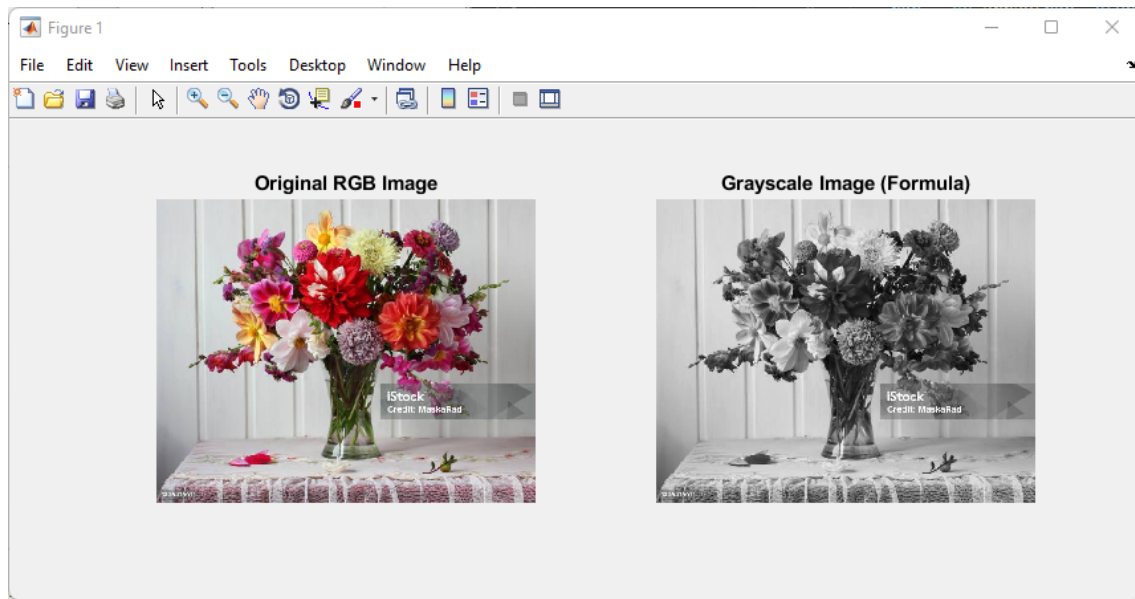 Figure 1
File Edit View Insert Tools Desktop Window Help
Original RGB Image
Grayscale Image (Formula)
iStock
Credit: MaskaRad
iStock
Credit: MaskaRad